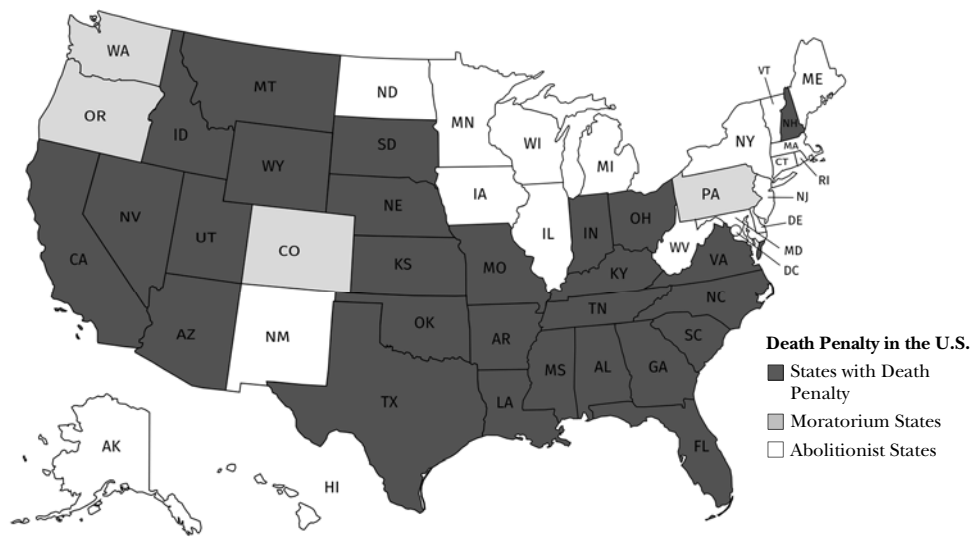 WA
OR
MT
ID
WY
ND
SD
NE
MN
IA
WI
MI
IL
IN
OH
NY
VT
ME
NH
MA
CT
RI
PA
NJ
DE
MD
DC
WV
VA
KY
NC
TN
SC
CA
NV
UT
CO
KS
MO
AZ
NM
OK
AR
TX
LA
MS
AL
GA
FL
AK
HI
Death Penalty in the U.S.
States with Death
Penalty
Moratorium States
Abolitionist States